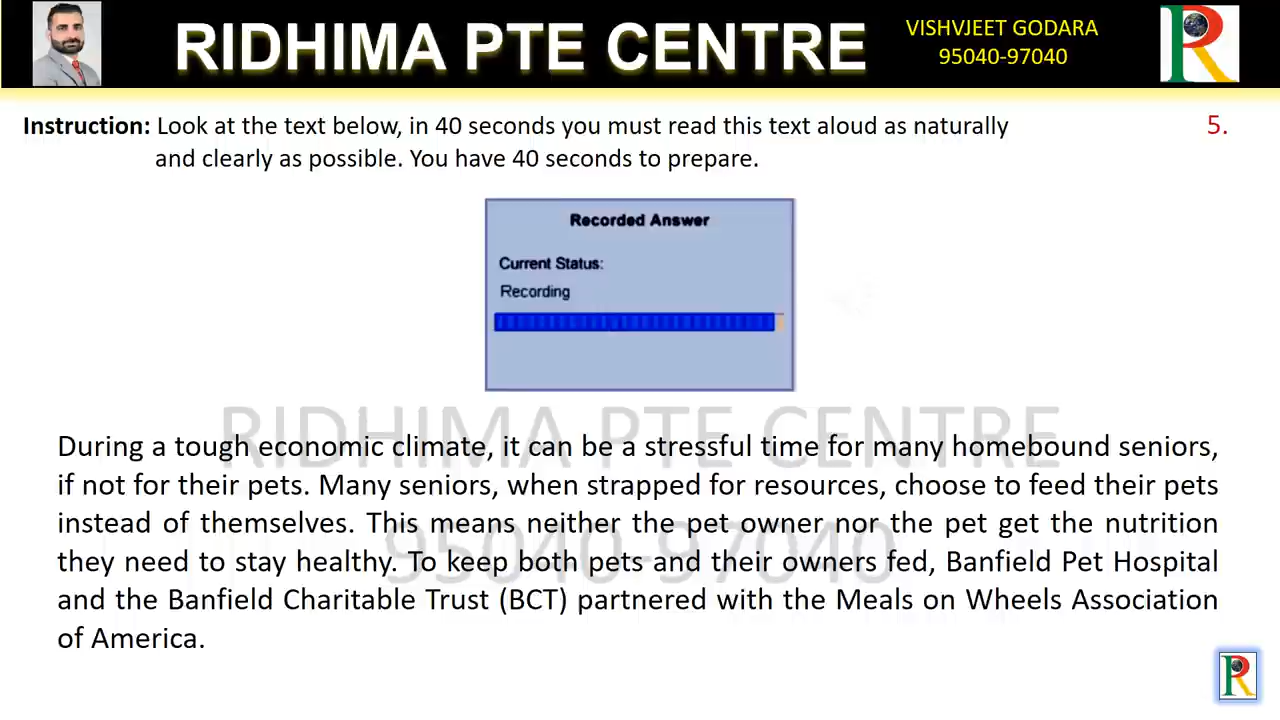 RIDHIMA PTE CENTRE
VISHVJEET GODARA
95040-97040
Instruction: Look at the text below, in 40 seconds you must read this text aloud as naturally
and clearly as possible. You have 40 seconds to prepare.
5.
Recorded Answer
Current Status:
Recording
RIDHIMA PTE CENTRE
95040-97040
During a tough economic climate, it can be a stressful time for many homebound seniors,
if not for their pets. Many seniors, when strapped for resources, choose to feed their pets
instead of themselves. This means neither the pet owner nor the pet get the nutrition
they need to stay healthy. To keep both pets and their owners fed, Banfield Pet Hospital
and the Banfield Charitable Trust (BCT) partnered with the Meals on Wheels Association
of America.